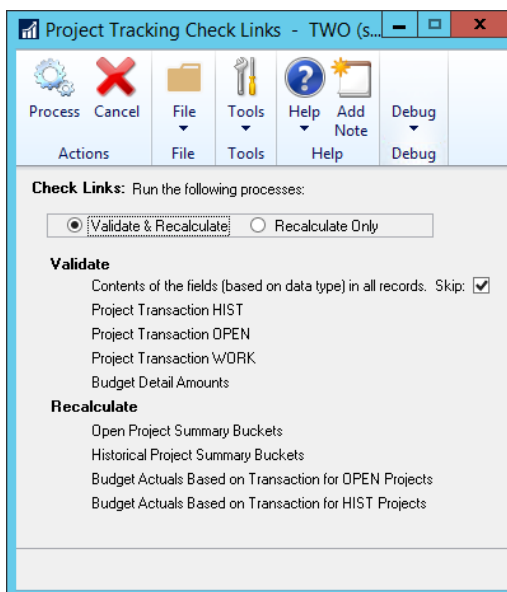 Project Tracking Check Links - TWO (s...
Process Cancel File Tools Help Add Note Debug
Actions File Tools Help Debug
Check Links: Run the following processes:
Validate & Recalculate Recalculate Only
Validate
Contents of the fields (based on data type) in all records. Skip:
Project Transaction HIST
Project Transaction OPEN
Project Transaction WORK
Budget Detail Amounts
Recalculate
Open Project Summary Buckets
Historical Project Summary Buckets
Budget Actuals Based on Transaction for OPEN Projects
Budget Actuals Based on Transaction for HIST Projects